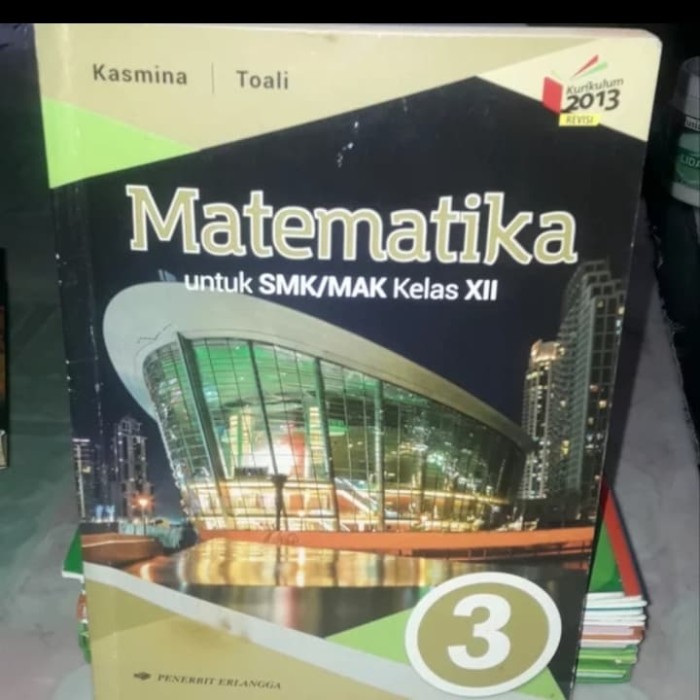 Kasmina | Toali
Kurikulum
2013
REVISI
Matematika
untuk SMK/MAK Kelas XII
3
PENERBIT ERLANGGA